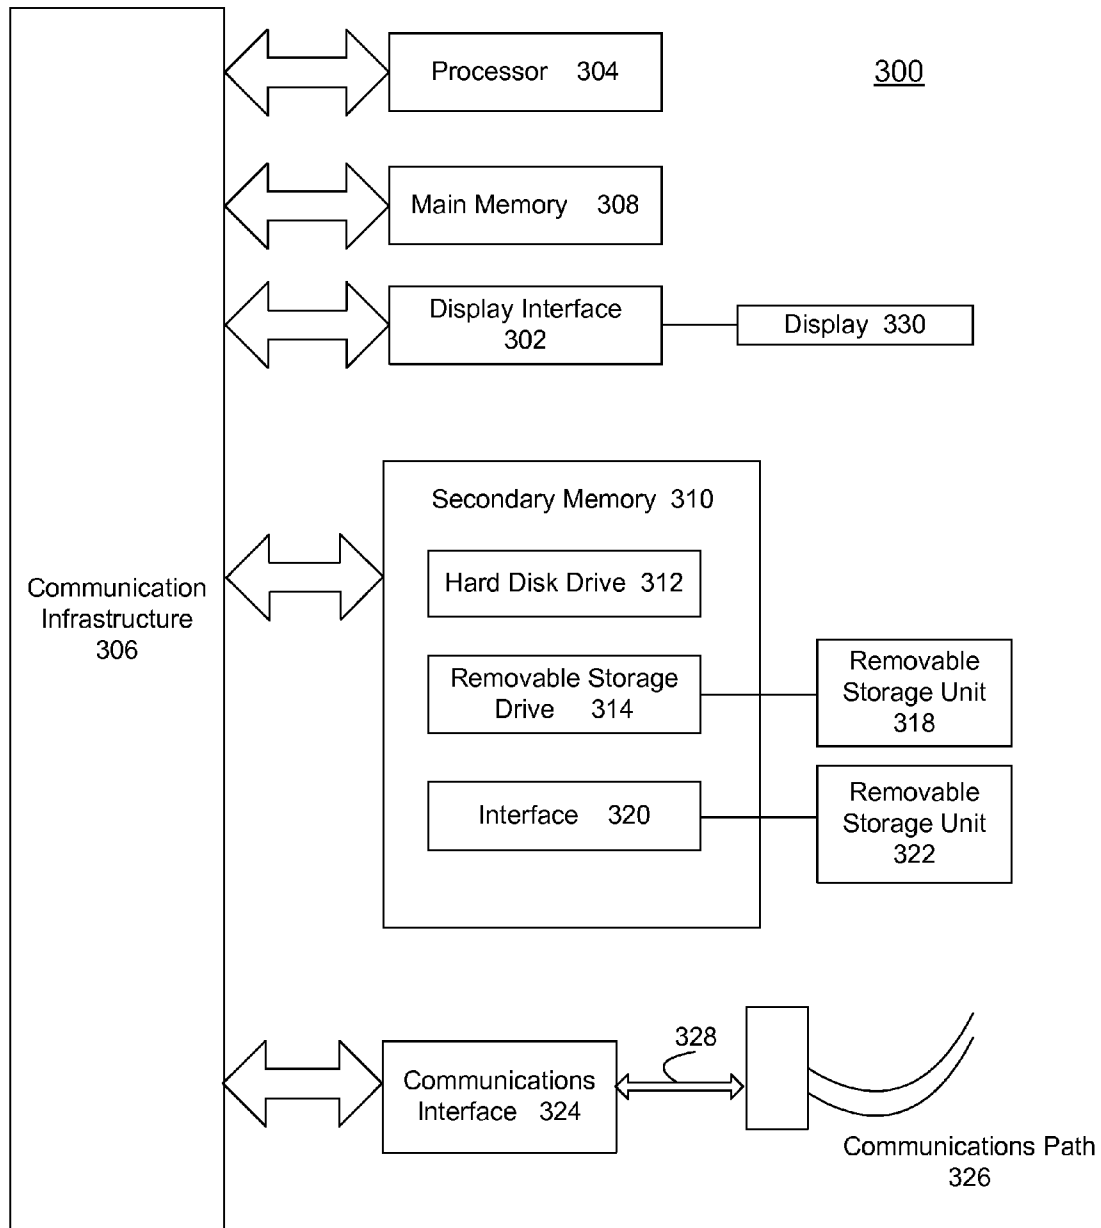 Processor 304
300
Main Memory 308
Display Interface
302
Display 330
Secondary Memory 310
Hard Disk Drive 312
Communication
Infrastructure
306
Removable Storage
Drive 314
Removable
Storage Unit
318
Interface 320
Removable
Storage Unit
322
328
Communications
Interface 324
Communications Path
326